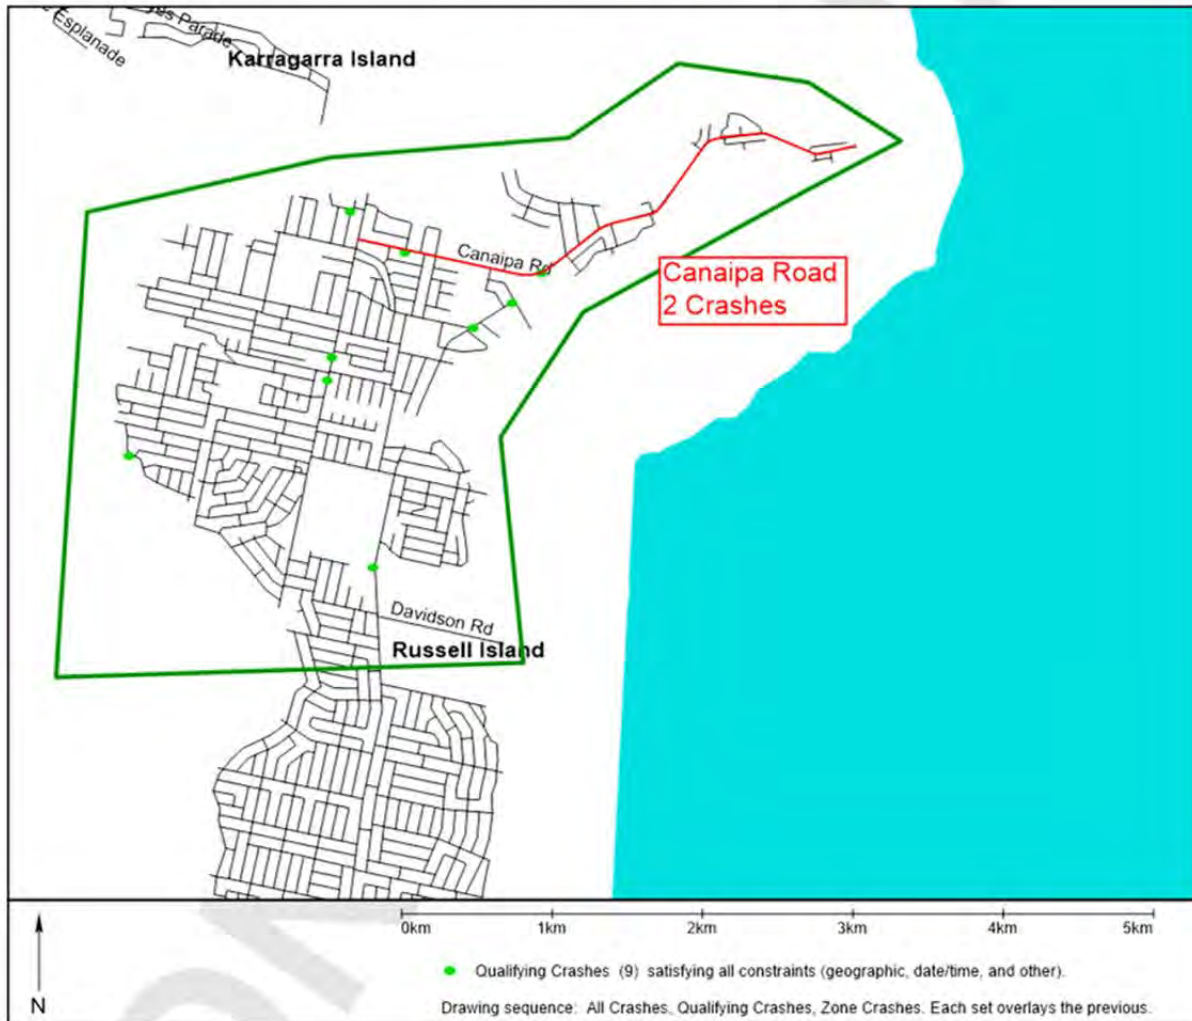 us Parade
Esplanade
Karragarra Island
Canaipa Rd
Canaipa Road
2 Crashes
Davidson Rd
Russell Island
0km 1km 2km 3km 4km 5km
Qualifying Crashes (9) satisfying all constraints (geographic, date/time, and other).
N
Drawing sequence: All Crashes, Qualifying Crashes, Zone Crashes. Each set overlays the previous.